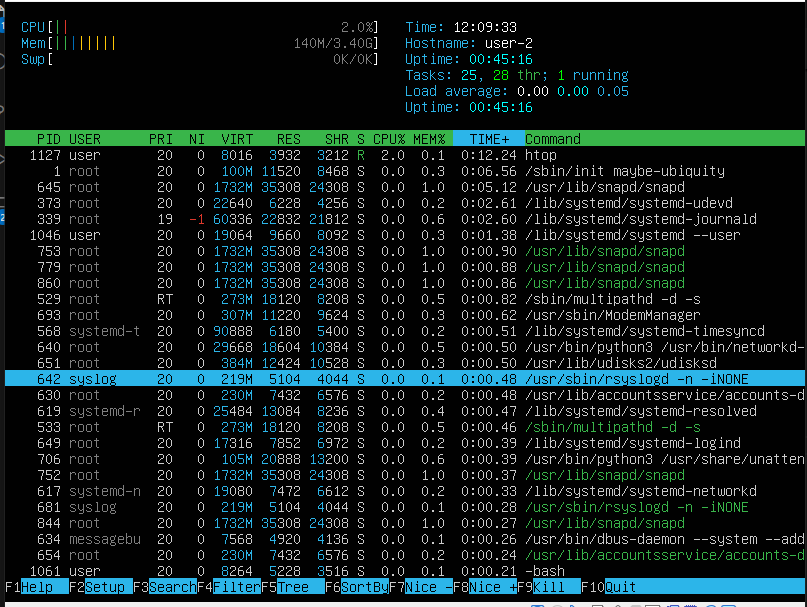 CPU[|| 2.0%] Time: 12:09:33
Mem[|||||||| 140M/3.40G] Hostname: user-2
Swp[ 0K/0K] Uptime: 00:45:16
Tasks: 25, 28 thr; 1 running
Load average: 0.00 0.00 0.05
Uptime: 00:45:16
PID USER PRI NI VIRT RES SHR S CPU% MEM% TIME+ Command
1127 user 20 0 8016 3932 3212 R 2.0 0.1 0:12.24 htop
1 root 20 0 100M 11520 8468 S 0.0 0.3 0:06.56 /sbin/init maybe-ubiquity
645 root 20 0 1732M 35308 24308 S 0.0 1.0 0:05.12 /usr/lib/snapd/snapd
373 root 20 0 22640 6228 4256 S 0.0 0.2 0:02.61 /lib/systemd/systemd-udevd
339 root 19 -1 60336 22832 21812 S 0.0 0.6 0:02.60 /lib/systemd/systemd-journald
1046 user 20 0 19064 9660 8092 S 0.0 0.3 0:01.38 /lib/systemd/systemd --user
753 root 20 0 1732M 35308 24308 S 0.0 1.0 0:00.90 /usr/lib/snapd/snapd
779 root 20 0 1732M 35308 24308 S 0.0 1.0 0:00.88 /usr/lib/snapd/snapd
860 root 20 0 1732M 35308 24308 S 0.0 1.0 0:00.86 /usr/lib/snapd/snapd
529 root RT 0 273M 18120 8208 S 0.0 0.5 0:00.82 /sbin/multipathd -d -s
693 root 20 0 307M 11220 9624 S 0.0 0.3 0:00.62 /usr/sbin/ModemManager
568 systemd-t 20 0 90888 6180 5400 S 0.0 0.2 0:00.51 /lib/systemd/systemd-timesyncd
640 root 20 0 29668 18604 10384 S 0.0 0.5 0:00.50 /usr/bin/python3 /usr/bin/networkd-
651 root 20 0 384M 12424 10528 S 0.0 0.3 0:00.50 /usr/lib/udisks2/udisksd
642 syslog 20 0 219M 5104 4044 S 0.0 0.1 0:00.48 /usr/sbin/rsyslogd -n -iNONE
630 root 20 0 230M 7432 6576 S 0.0 0.2 0:00.48 /usr/lib/accountsservice/accounts-d
619 systemd-r 20 0 25484 13084 8236 S 0.0 0.4 0:00.47 /lib/systemd/systemd-resolved
533 root RT 0 273M 18120 8208 S 0.0 0.5 0:00.46 /sbin/multipathd -d -s
649 root 20 0 17316 7852 6972 S 0.0 0.2 0:00.39 /lib/systemd/systemd-logind
706 root 20 0 105M 20888 13200 S 0.0 0.6 0:00.39 /usr/bin/python3 /usr/share/unatten
752 root 20 0 1732M 35308 24308 S 0.0 1.0 0:00.37 /usr/lib/snapd/snapd
617 systemd-n 20 0 19080 7472 6612 S 0.0 0.2 0:00.33 /lib/systemd/systemd-networkd
681 syslog 20 0 219M 5104 4044 S 0.0 0.1 0:00.28 /usr/sbin/rsyslogd -n -iNONE
844 root 20 0 1732M 35308 24308 S 0.0 1.0 0:00.27 /usr/lib/snapd/snapd
634 messagebu 20 0 7568 4920 4136 S 0.0 0.1 0:00.26 /usr/bin/dbus-daemon --system --add
654 root 20 0 230M 7432 6576 S 0.0 0.2 0:00.24 /usr/lib/accountsservice/accounts-d
1061 user 20 0 8264 5228 3516 S 0.0 0.1 0:00.21 -bash
F1Help F2Setup F3SearchF4FilterF5Tree F6SortByF7Nice -F8Nice +F9Kill F10Quit